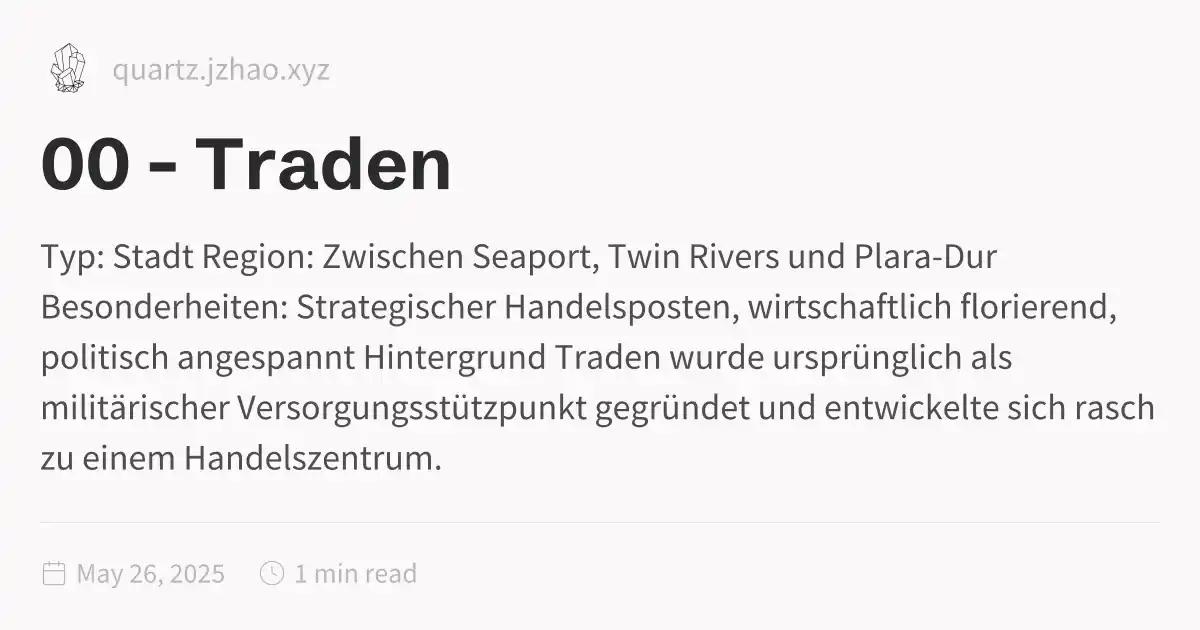 quartz.jzhao.xyz
00 - Traden
Typ: Stadt Region: Zwischen Seaport, Twin Rivers und Plara-Dur
Besonderheiten: Strategischer Handelsposten, wirtschaftlich florierend,
politisch angespannt Hintergrund Traden wurde ursprünglich als
militärischer Versorgungsstützpunkt gegründet und entwickelte sich rasch
zu einem Handelszentrum.
May 26, 2025 1 min read